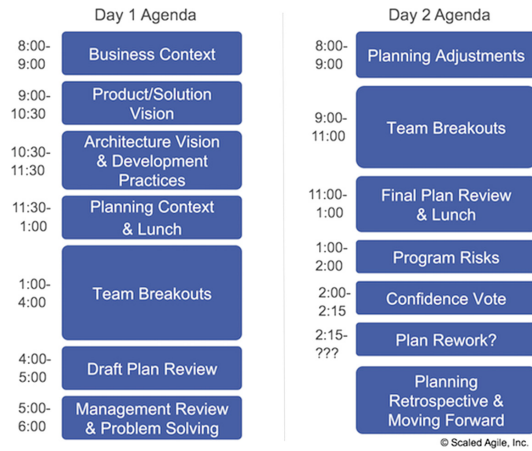 Day 1 Agenda
8:00-
9:00
Business Context
9:00-
10:30
Product/Solution
Vision
10:30-
11:30
Architecture Vision
& Development
Practices
11:30-
1:00
Planning Context
& Lunch
1:00-
4:00
Team Breakouts
4:00-
5:00
Draft Plan Review
5:00-
6:00
Management Review
& Problem Solving
Day 2 Agenda
8:00-
9:00
Planning Adjustments
9:00-
11:00
Team Breakouts
11:00-
1:00
Final Plan Review
& Lunch
1:00-
2:00
Program Risks
2:00-
2:15
Confidence Vote
2:15-
???
Plan Rework?
Planning
Retrospective &
Moving Forward
© Scaled Agile, Inc.